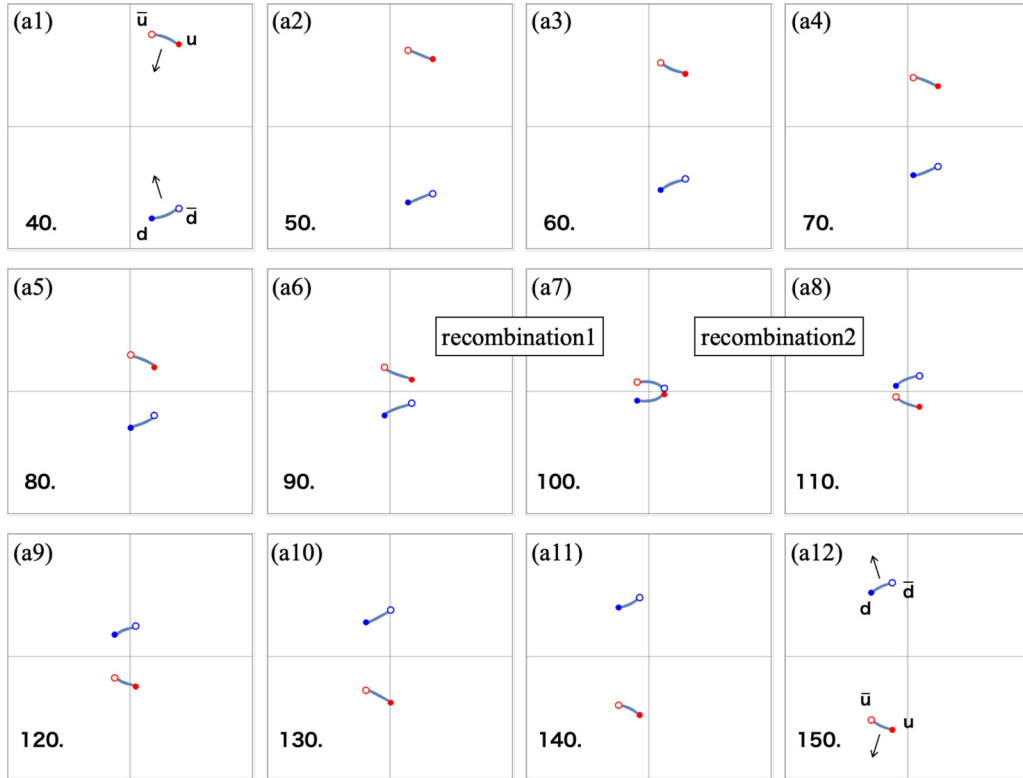 (a1) (a2) (a3) (a4)
u̅ u
d d̅
40. 50. 60. 70.
(a5) (a6) (a7) (a8)
recombination1 recombination2
80. 90. 100. 110.
(a9) (a10) (a11) (a12)
d d̅
u̅ u
120. 130. 140. 150.